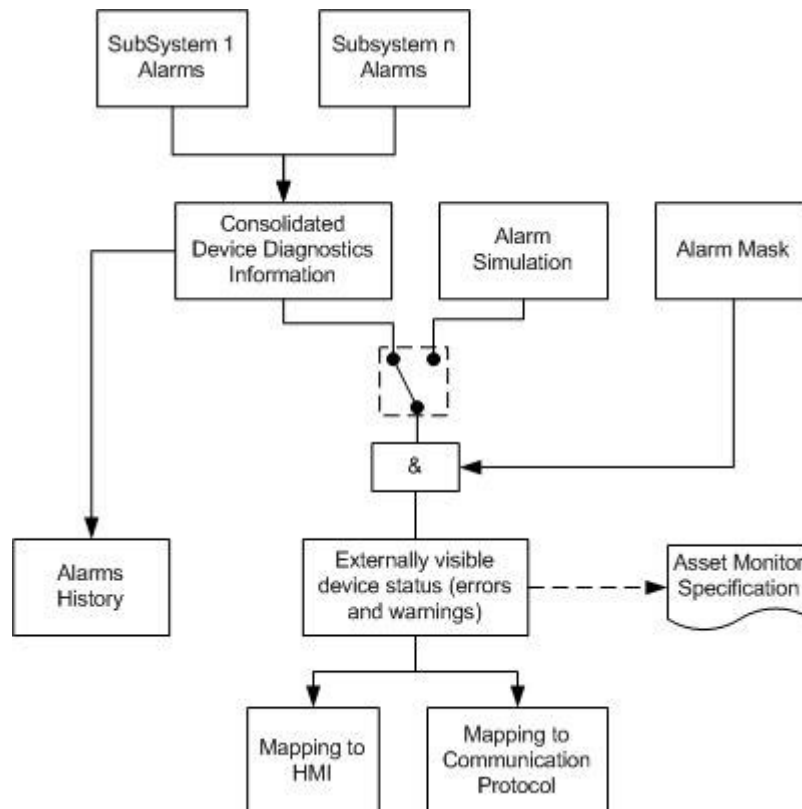 SubSystem 1
Alarms
Subsystem n
Alarms
Consolidated
Device Diagnostics
Information
Alarm
Simulation
Alarm Mask
&
Alarms
History
Externally visible
device status (errors
and warnings)
Asset Monitor
Specification
Mapping to
HMI
Mapping to
Communication
Protocol